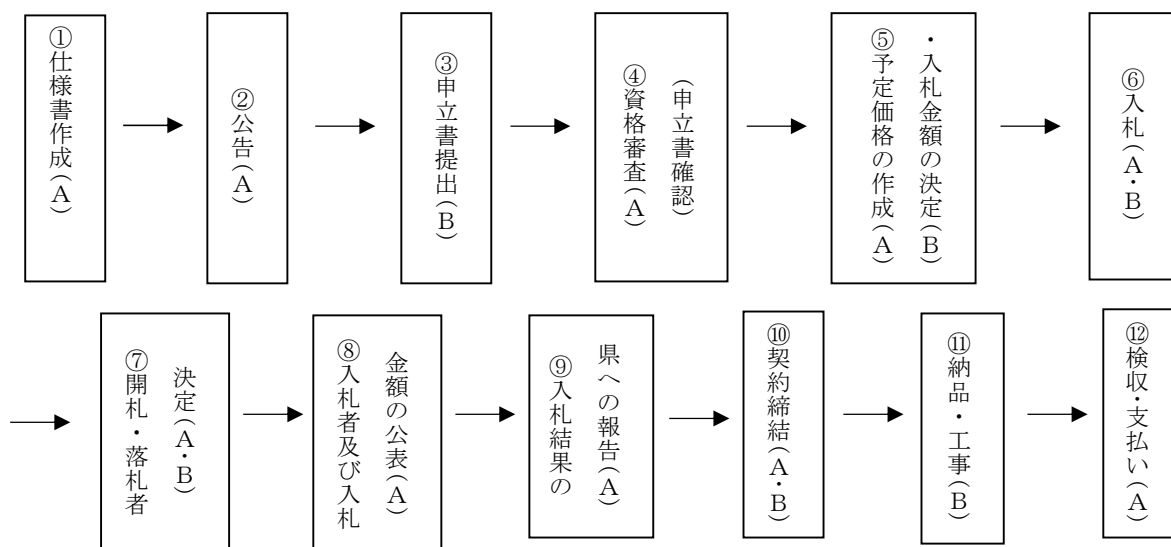 ①仕様書作成(A)
②公告(A)
③申立書提出(B)
④資格審査(A)
(申立書確認)
⑤予定価格の作成(A)
・入札金額の決定(B)
⑥入札(A・B)
⑦開札・落札者
決定(A・B)
⑧入札者及び入札
金額の公表(A)
⑨入札結果の
県への報告(A)
⑩契約締結(A・B)
⑪納品・工事(B)
⑫検収・支払い(A)